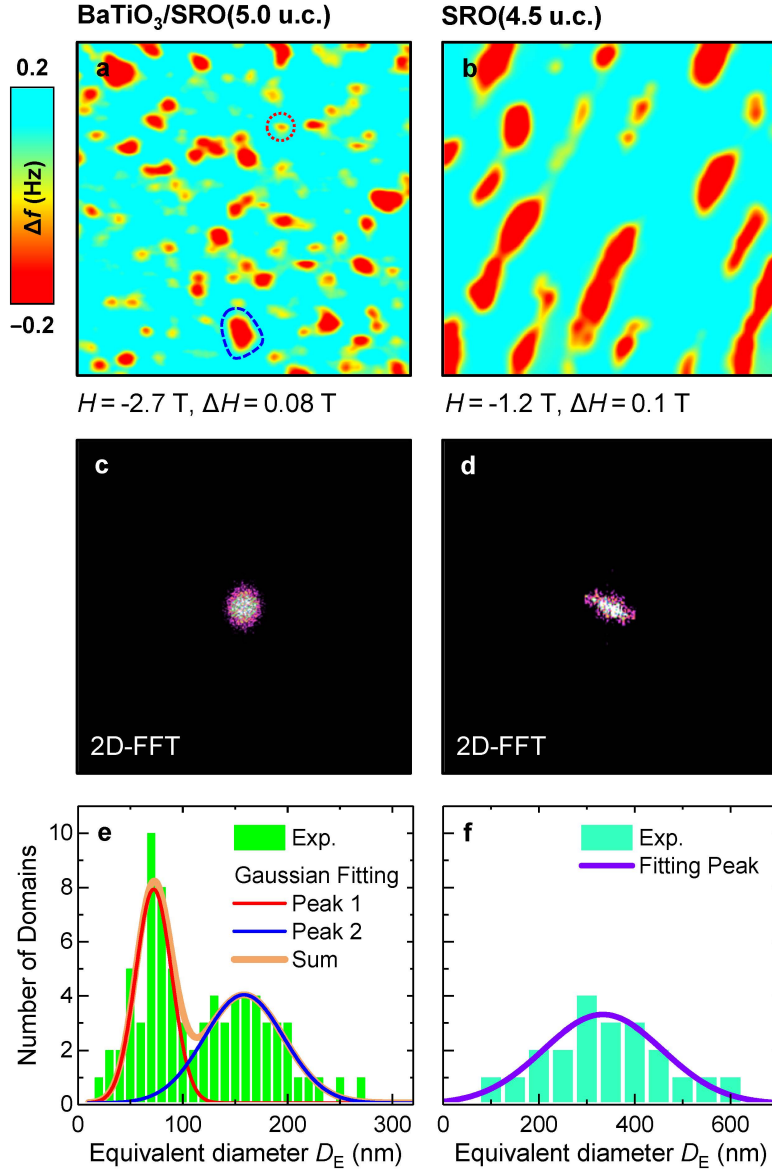 BaTiO₃/SRO(5.0 u.c.)
SRO(4.5 u.c.)
0.2
Δf (Hz)
−0.2
a
b
H = -2.7 T, ΔH = 0.08 T
H = -1.2 T, ΔH = 0.1 T
c
2D-FFT
d
2D-FFT
Number of Domains
10
8
6
4
2
0
e
Exp.
Gaussian Fitting
Peak 1
Peak 2
Sum
0 100 200 300
Equivalent diameter D_E (nm)
f
Exp.
Fitting Peak
0 200 400 600
Equivalent diameter D_E (nm)